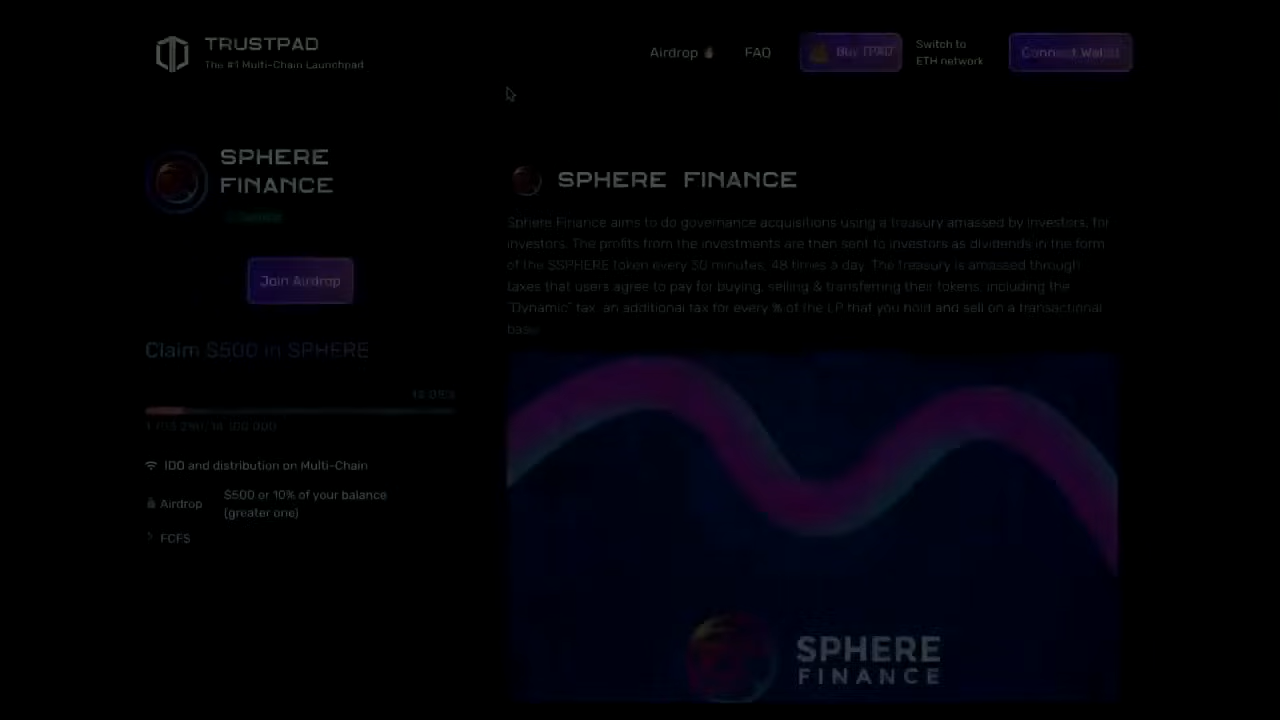 TRUSTPAD
The #1 Multi-Chain Launchpad
Airdrop
FAQ
Buy TPAD
Switch to
ETH network
Connect Wallet
SPHERE
FINANCE
Join Airdrop
Claim $500 in SPHERE
IDO and distribution on Multi-Chain
Airdrop
$500 or 10% of your balance
(greater one)
FCFS
SPHERE FINANCE
Sphere Finance aims to do governance acquisitions using a treasury amassed by investors, for
investors. The profits from the investments are then sent to investors as dividends in the form
of the $SPHERE token every 30 minutes, 48 times a day. The treasury is amassed through
taxes that users agree to pay for buying, selling & transferring their tokens, including the
"Dynamic" tax, an additional tax for every % of the LP that you hold and sell on a transactional
basis.
SPHERE
FINANCE